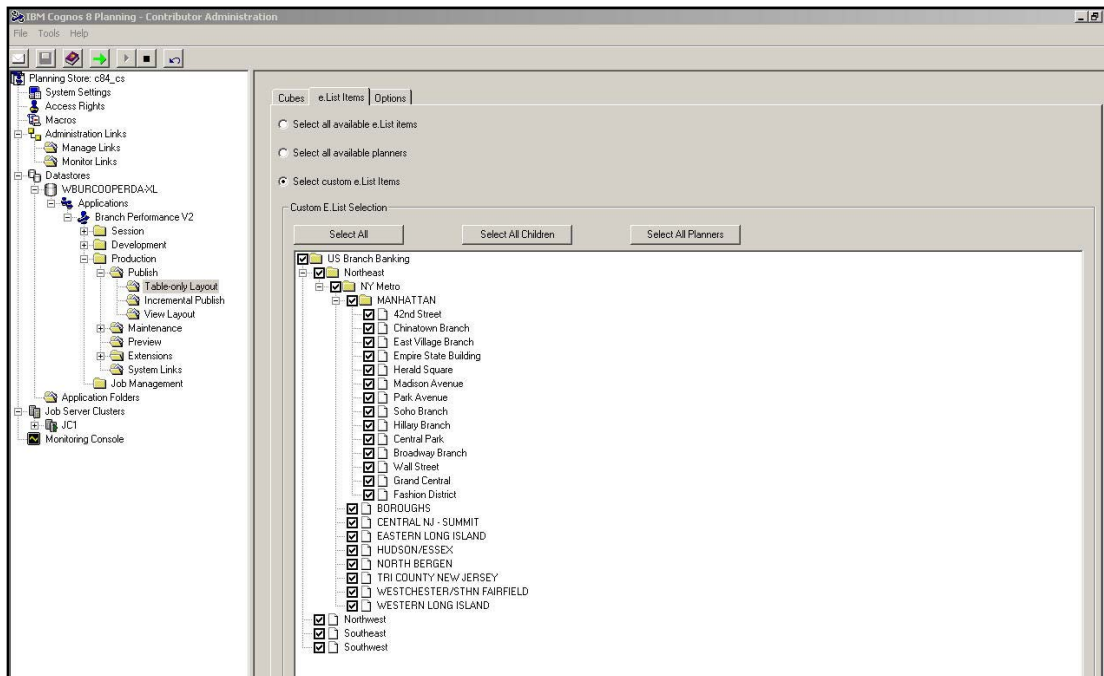 IBM Cognos 8 Planning - Contributor Administration
File Tools Help
Planning Store: c84_cs
System Settings
Access Rights
Macros
Administration Links
Manage Links
Monitor Links
Datastores
WBURCOOPERDA-XL
Applications
Branch Performance V2
Session
Development
Production
Publish
Table-only Layout
Incremental Publish
View Layout
Maintenance
Preview
Extensions
System Links
Job Management
Application Folders
Job Server Clusters
JC1
Monitoring Console
Cubes e.List Items Options
Select all available e.List items
Select all available planners
Select custom e.List Items
Custom E.List Selection
Select All Select All Children Select All Planners
US Branch Banking
Northeast
NY Metro
MANHATTAN
42nd Street
Chinatown Branch
East Village Branch
Empire State Building
Herald Square
Madison Avenue
Park Avenue
Soho Branch
Hillary Branch
Central Park
Broadway Branch
Wall Street
Grand Central
Fashion District
BOROUGHS
CENTRAL NJ - SUMMIT
EASTERN LONG ISLAND
HUDSON/ESSEX
NORTH BERGEN
TRI COUNTY NEW JERSEY
WESTCHESTER/STHN FAIRFIELD
WESTERN LONG ISLAND
Northwest
Southeast
Southwest